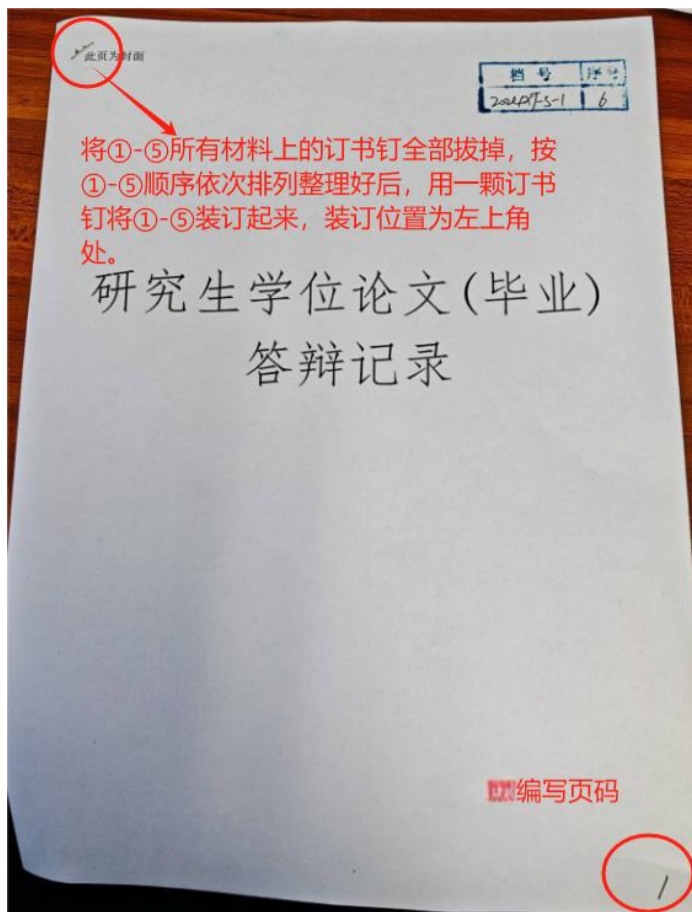 此页为封面
档号 序号
6
将①-⑤所有材料上的订书钉全部拔掉，按
①-⑤顺序依次排列整理好后，用一颗订书
钉将①-⑤装订起来，装订位置为左上角
处。
研究生学位论文(毕业)
答辩记录
编写页码
1